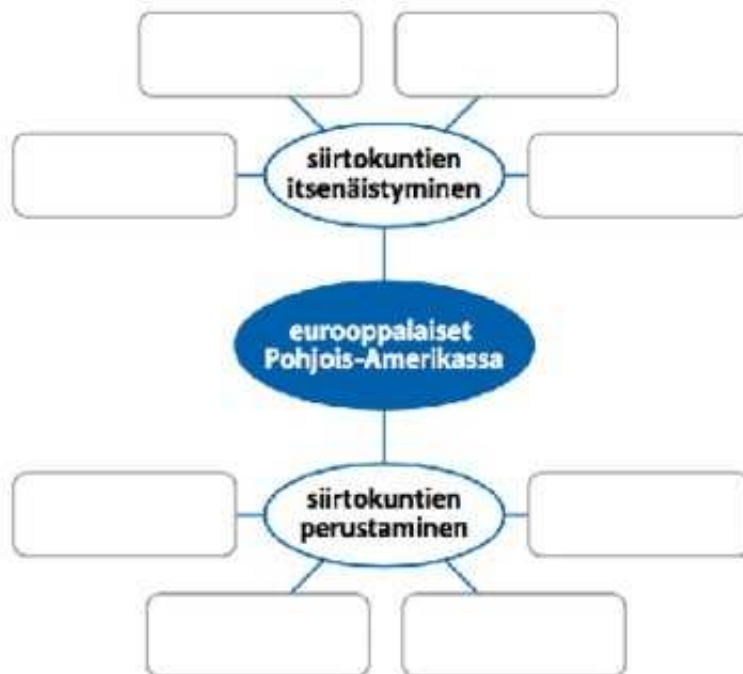 siirtokuntien
itsenäistyminen
eurooppalaiset
Pohjois-Amerikassa
siirtokuntien
perustaminen